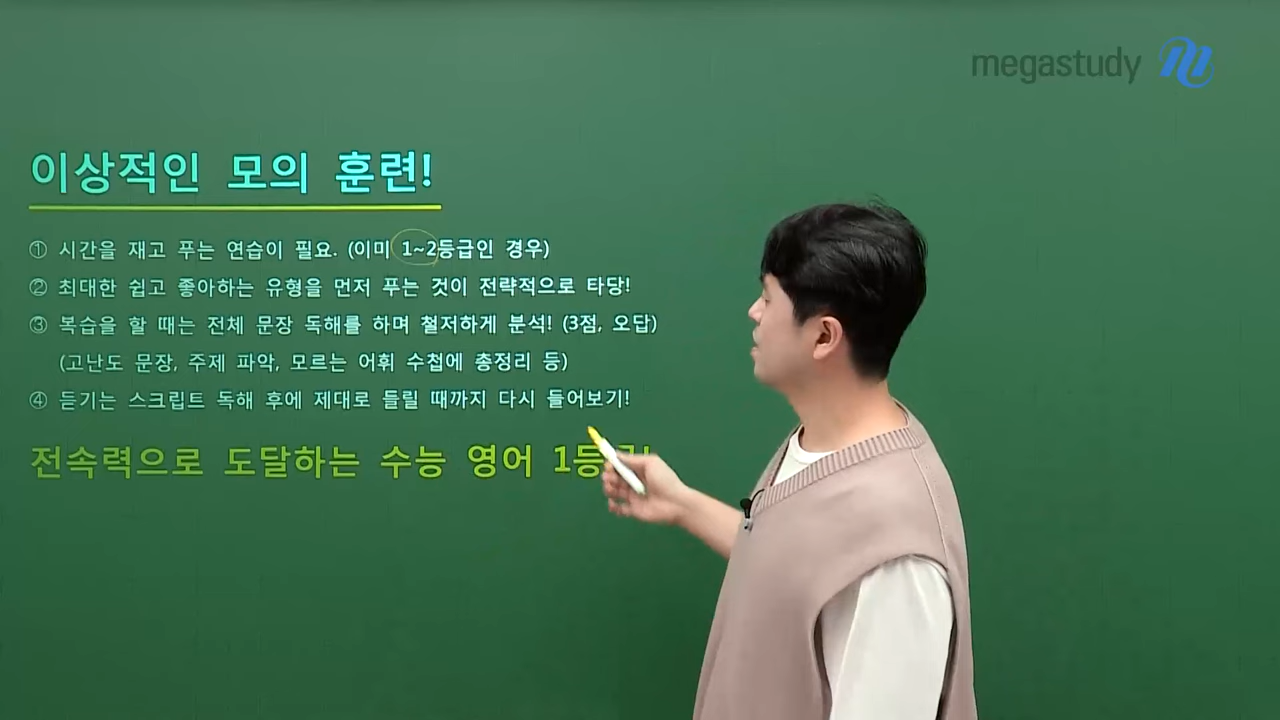 megastudy
이상적인 모의 훈련!
① 시간을 재고 푸는 연습이 필요. (이미 1~2등급인 경우)
② 최대한 쉽고 좋아하는 유형을 먼저 푸는 것이 전략적으로 타당!
③ 복습을 할 때는 전체 문장 독해를 하며 철저하게 분석! (3점, 오답)
(고난도 문장, 주제 파악, 모르는 어휘 수첩에 총정리 등)
④ 듣기는 스크립트 독해 후에 제대로 들릴 때까지 다시 들어보기!
전속력으로 도달하는 수능 영어